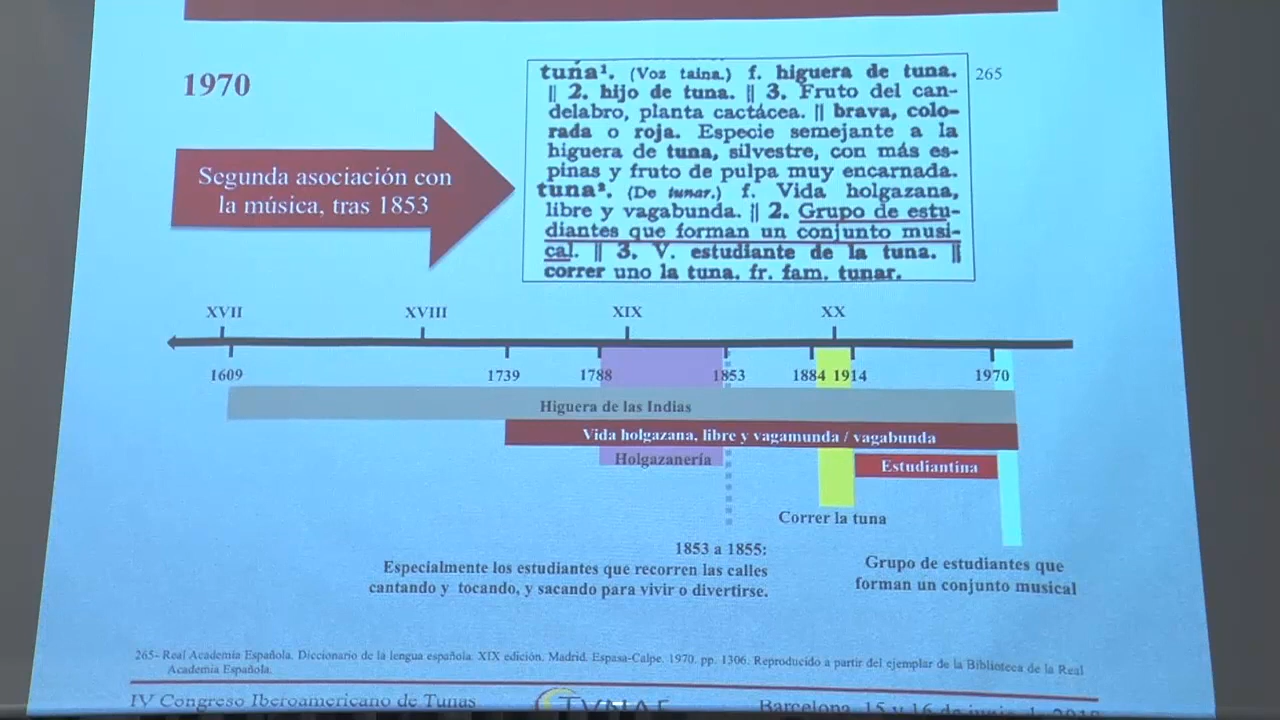 1970
Segunda asociación con
la música, tras 1853
tuna¹. (Voz taina.) f. higuera de tuna.
|| 2. hijo de tuna. || 3. Fruto del can-
delabro, planta cactácea. || brava, colo-
rada o roja. Especie semejante a la
higuera de tuna, silvestre, con más es-
pinas y fruto de pulpa muy encarnada.
tuna². (De tunar.) f. Vida holgazana,
libre y vagabunda. || 2. Grupo de estu-
diantes que forman un conjunto musi-
cal. || 3. V. estudiante de la tuna. ||
correr uno la tuna. fr. fam. tunar.
265
XVII XVIII XIX XX
1609 1739 1788 1853 1884 1914 1970
Higuera de las Indias
Vida holgazana, libre y vagamunda / vagabunda
Holgazanería
Estudiantina
Correr la tuna
1853 a 1855:
Especialmente los estudiantes que recorren las calles
cantando y tocando, y sacando para vivir o divertirse.
Grupo de estudiantes que
forman un conjunto musical
265- Real Academia Española. Diccionario de la lengua española. XIX edición. Madrid. Espasa-Calpe. 1970. pp. 1306. Reproducido a partir del ejemplar de la Biblioteca de la Real
Academia Española.
IV Congreso Iberoamericano de Tunas
TVNAE
Barcelona, 15 y 16 de junio de